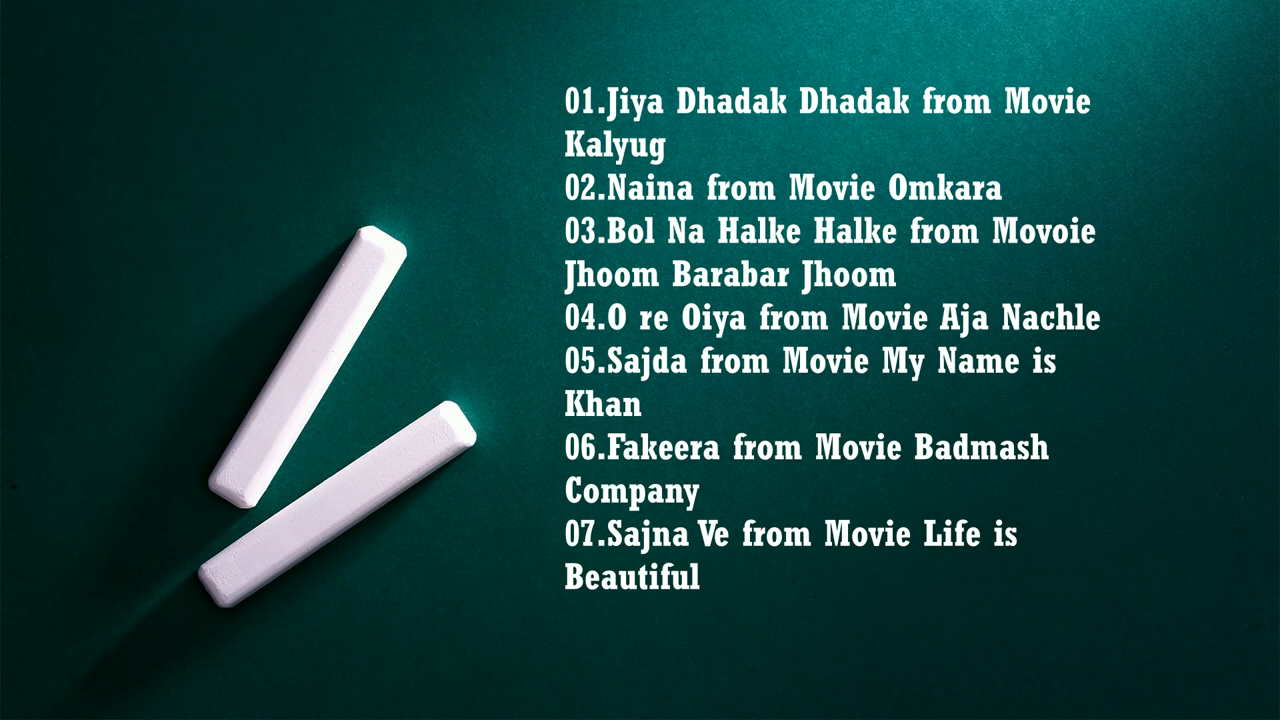 01.Jiya Dhadak Dhadak from Movie
Kalyug
02.Naina from Movie Omkara
03.Bol Na Halke Halke from Movoie
Jhoom Barabar Jhoom
04.O re Oiya from Movie Aja Nachle
05.Sajda from Movie My Name is
Khan
06.Fakeera from Movie Badmash
Company
07.Sajna Ve from Movie Life is
Beautiful